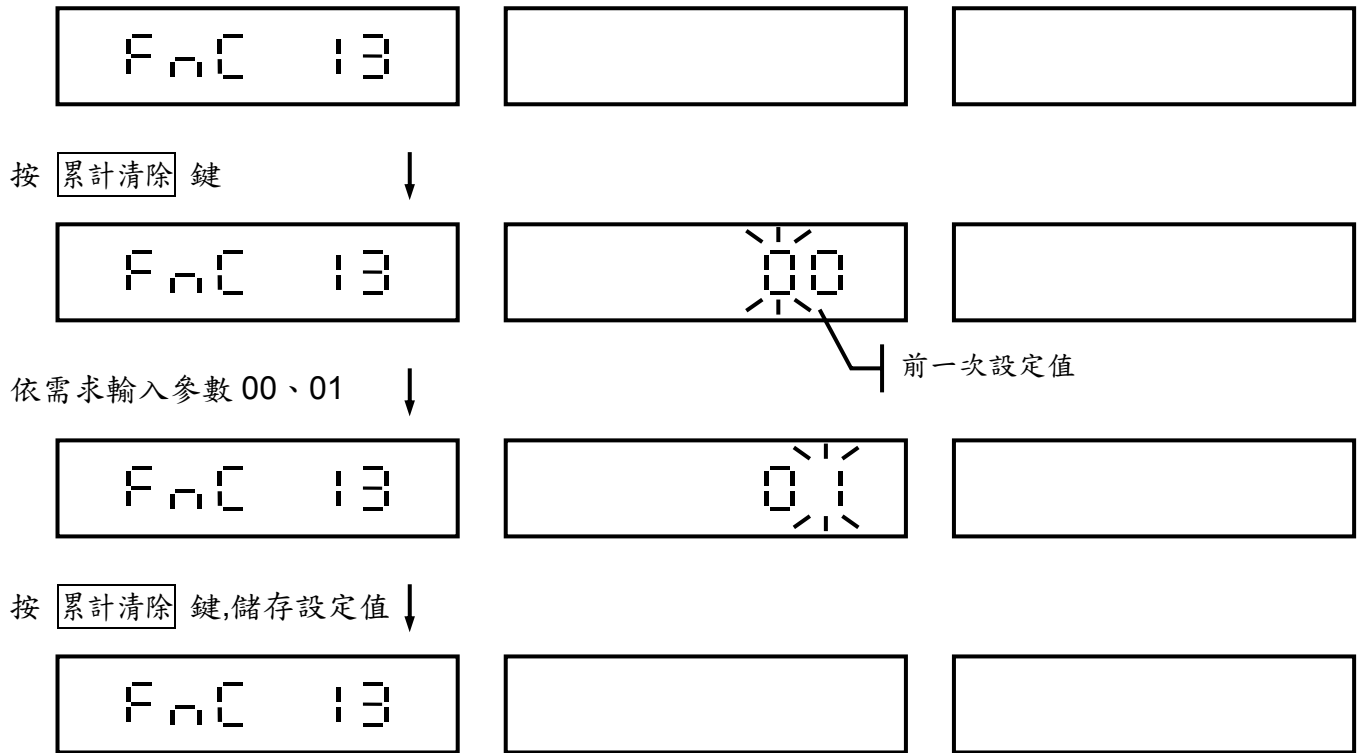 FnC 13
按 累計清除 鍵
FnC 13
00
前一次設定值
依需求輸入參數 00、01
FnC 13
01
按 累計清除 鍵,儲存設定值
FnC 13